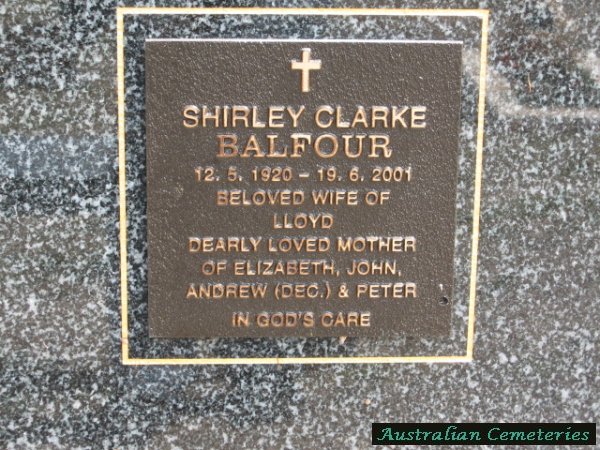 SHIRLEY CLARKE
BALFOUR
12. 5. 1920 – 19. 6. 2001
BELOVED WIFE OF
LLOYD
DEARLY LOVED MOTHER
OF ELIZABETH, JOHN,
ANDREW (DEC.) & PETER
IN GOD'S CARE
Australian Cemeteries